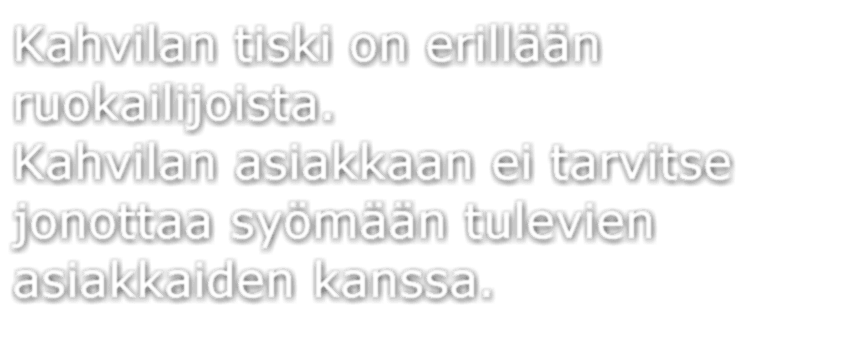 Kahvilan tiski on erillään
ruokailijoista.
Kahvilan asiakkaan ei tarvitse
jonottaa syömään tulevien
asiakkaiden kanssa.